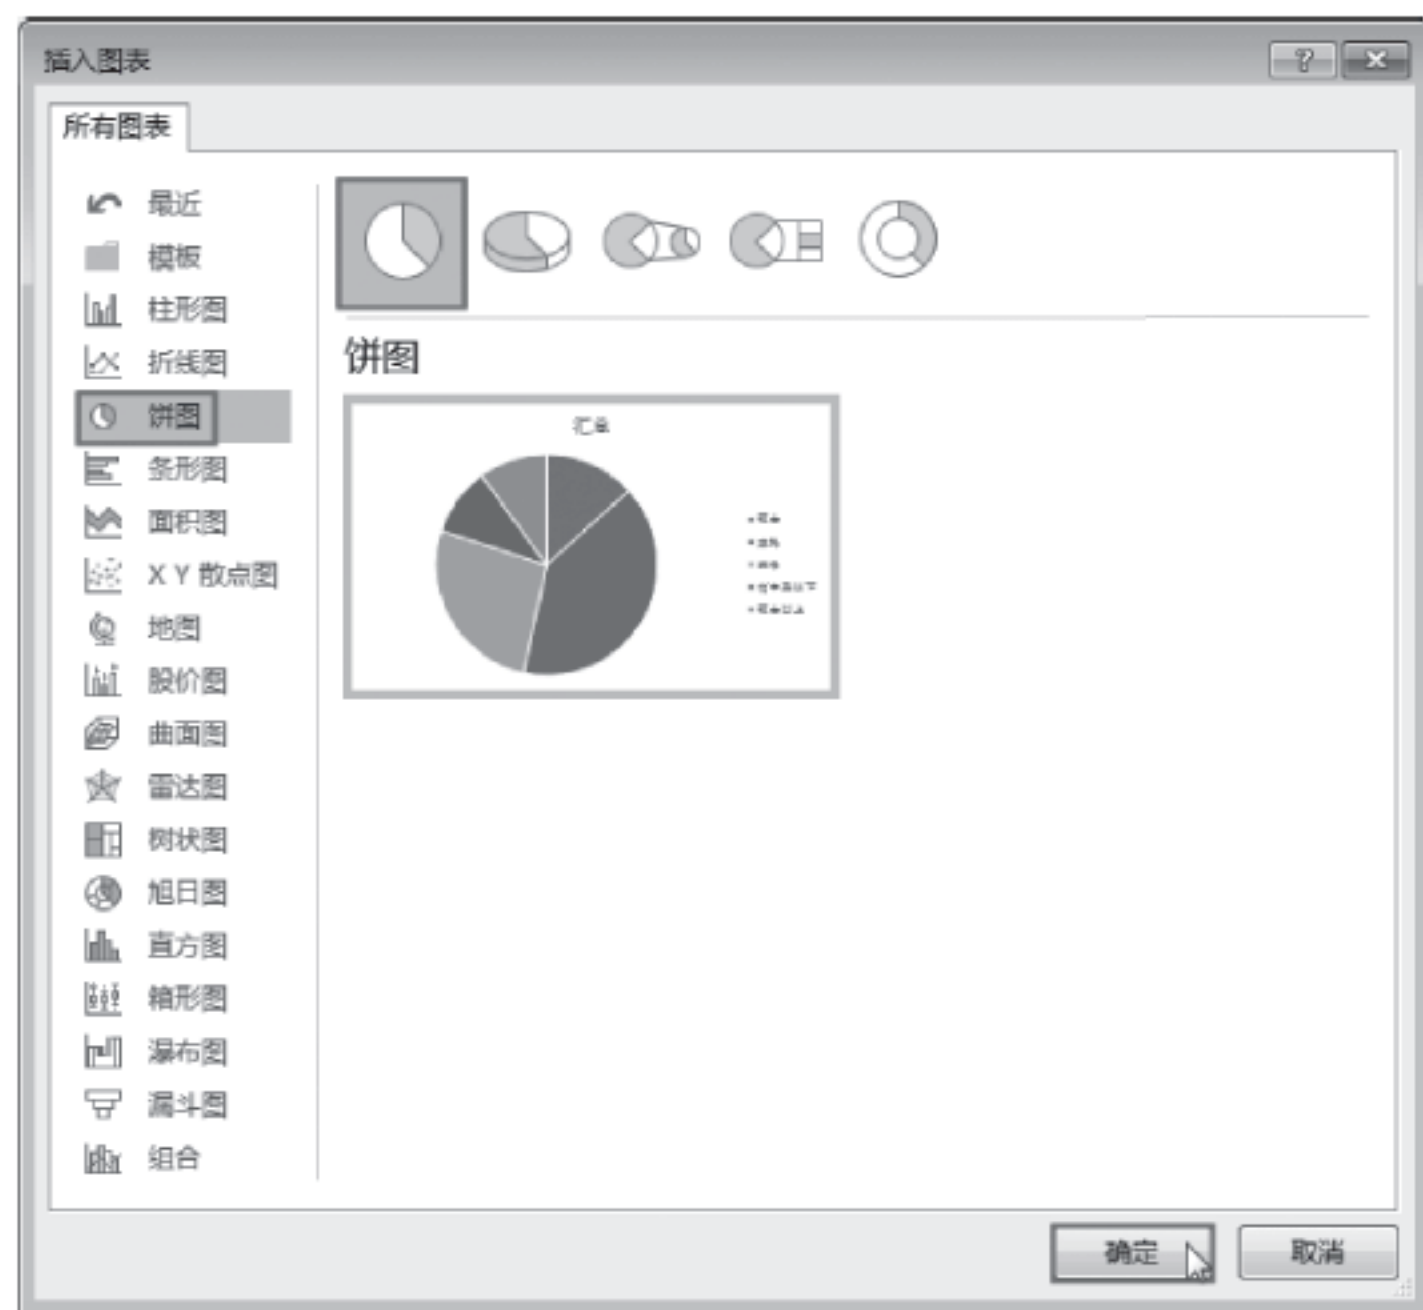 插入图表
?
所有图表
最近
模板
柱形图
折线图
饼图
条形图
面积图
X Y 散点图
地图
股价图
曲面图
雷达图
树状图
旭日图
直方图
箱形图
瀑布图
漏斗图
组合
饼图
汇总
确定
取消